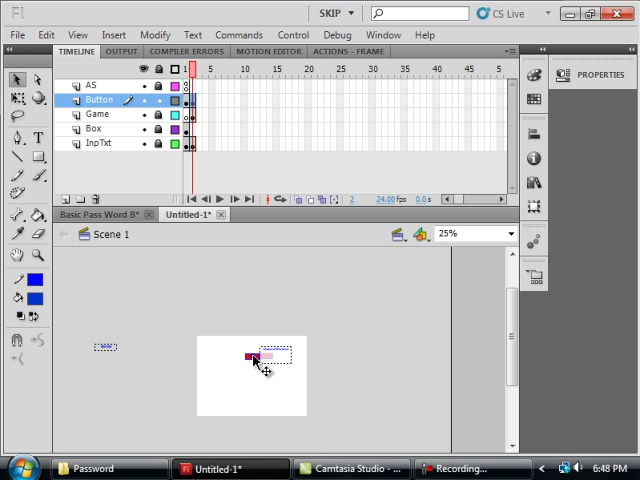 Fl SKIP CS Live
File Edit View Insert Modify Text Commands Control Debug Window Help
TIMELINE OUTPUT COMPILER ERRORS MOTION EDITOR ACTIONS - FRAME
PROPERTIES
1 5 10 15 20 25 30 35 40 45 5
AS
Button
Game
Box
InpTxt
2 24.00 fps 0.0 s
Basic Pass Word B* Untitled-1*
Scene 1 25%
T
Password Fl Untitled-1* Camtasia Studio - ... Recording... 6:48 PM